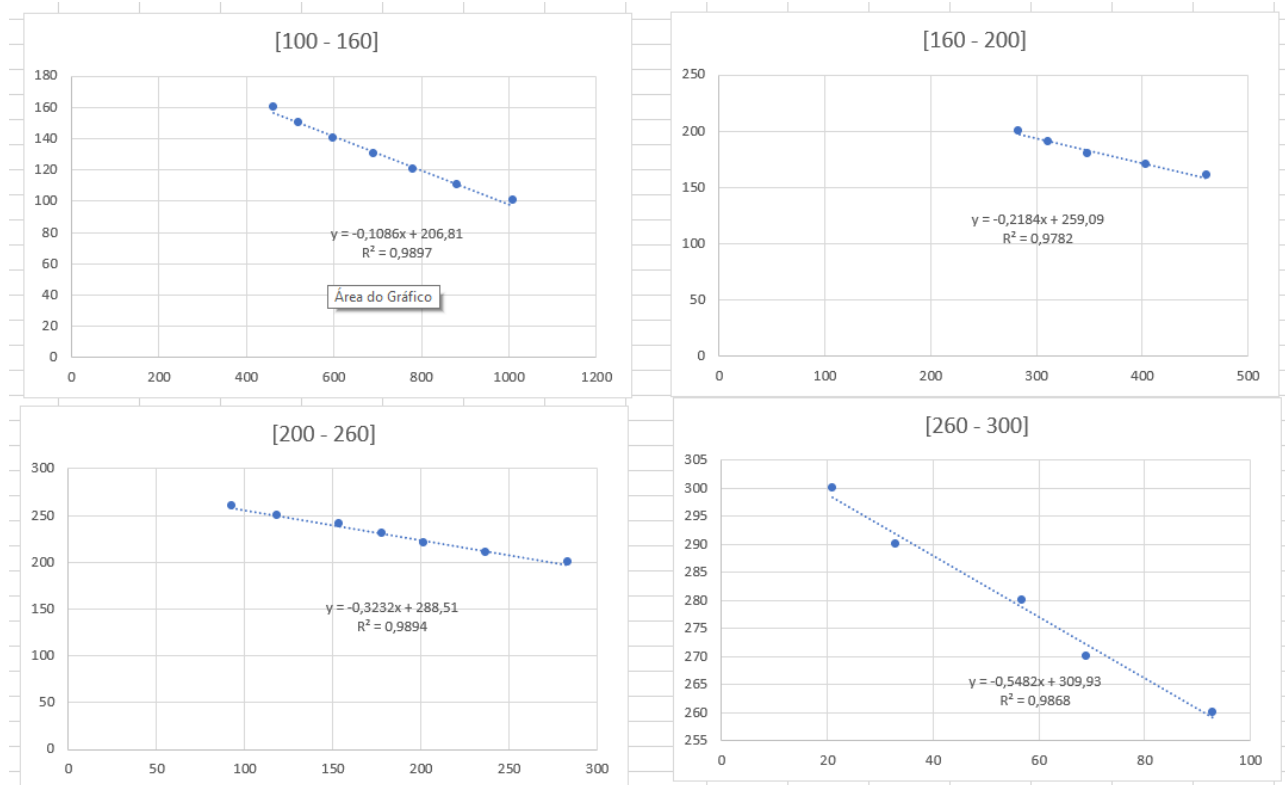 [100 - 160]
180
160
140
120
100
80
60
40
20
0
0 200 400 600 800 1000 1200
y = -0,1086x + 206,81
R² = 0,9897
Área do Gráfico
[160 - 200]
250
200
150
100
50
0
0 100 200 300 400 500
y = -0,2184x + 259,09
R² = 0,9782
[200 - 260]
300
250
200
150
100
50
0
0 50 100 150 200 250 300
y = -0,3232x + 288,51
R² = 0,9894
[260 - 300]
305
300
295
290
285
280
275
270
265
260
255
0 20 40 60 80 100
y = -0,5482x + 309,93
R² = 0,9868